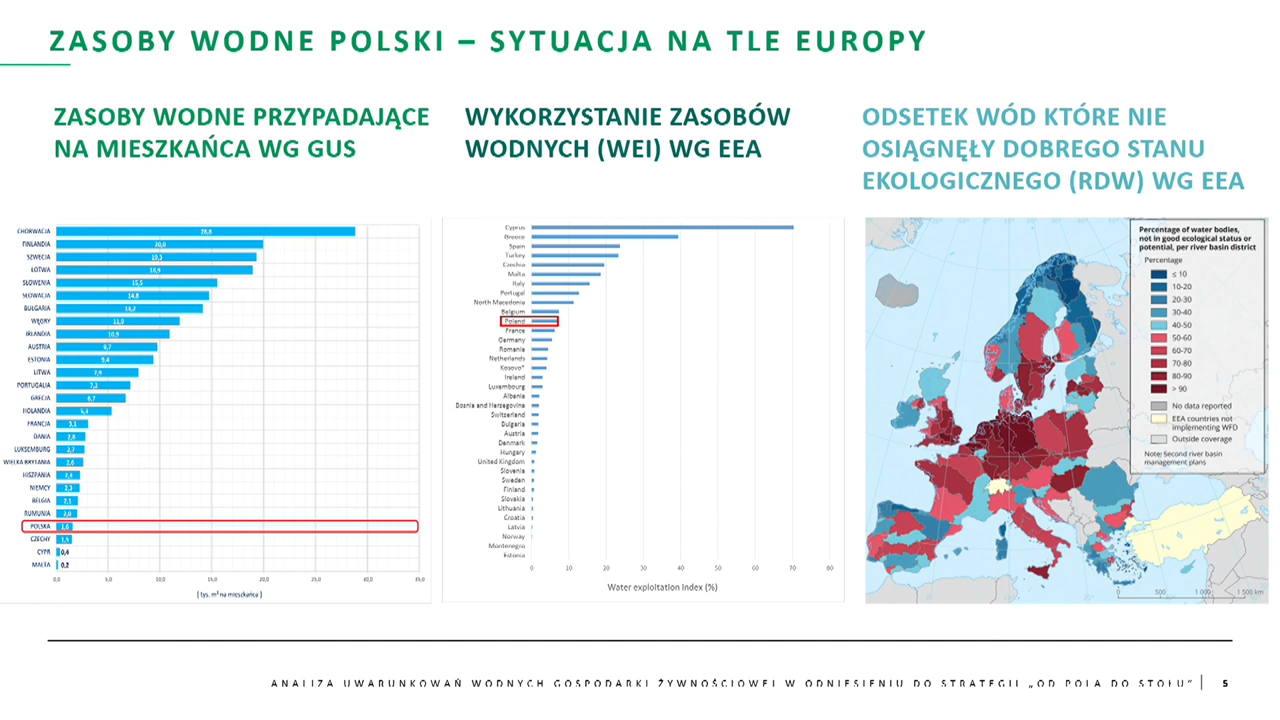 ZASOBY WODNE POLSKI – SYTUACJA NA TLE EUROPY
ZASOBY WODNE PRZYPADAJĄCE
NA MIESZKAŃCA WG GUS
CHORWACJA 28,8
FINLANDIA 20,0
SZWECJA 19,3
ŁOTWA 18,9
SŁOWENIA 15,5
SŁOWACJA 14,8
BUŁGARIA 14,2
WĘGRY 11,9
IRLANDIA 10,9
AUSTRIA 9,7
ESTONIA 9,4
LITWA 7,9
PORTUGALIA 7,2
GRECJA 6,7
HOLANDIA 5,4
FRANCJA 3,1
DANIA 2,8
LUKSEMBURG 2,7
WIELKA BRYTANIA 2,6
HISZPANIA
NIEMCY 2,3
BELGIA 2,1
RUMUNIA 2,0
POLSKA 1,6
CZECHY 1,5
CYPR 0,4
MALTA 0,2
0,0 5,0 10,0 15,0 20,0
[ tys. m³ na mieszkańca ]
WYKORZYSTANIE ZASOBÓW
WODNYCH (WEI) WG EEA
Cyprus
Greece
Spain
Turkey
Czechia
Malta
Italy
Portugal
North Macedonia
Belgium
Poland
France
Germany
Romania
Netherlands
Kosovo*
Ireland
Luxembourg
Albania
Bosnia and Herzegovina
Switzerland
Bulgaria
Austria
Denmark
Hungary
United Kingdom
Slovenia
Sweden
Finland
Slovakia
Lithuania
Croatia
Latvia
Norway
Montenegro
Estonia
0 10 20 30 40 50 60 70 80
Water exploitation Index (%)
ODSETEK WÓD KTÓRE NIE
OSIĄGNĘŁY DOBREGO STANU
EKOLOGICZNEGO (RDW) WG EEA
Percentage of water bodies,
not in good ecological status or
potential, per river basin district
Percentage
≤ 10
10-20
20-30
30-40
40-50
50-60
60-70
70-80
80-90
> 90
No data reported
EEA countries not
implementing WFD
Outside coverage
Note: Second river basin
management plans
0 500 1 000 1 500 km
ANALIZA UWARUNKOWAŃ WODNYCH GOSPODARKI ŻYWNOŚCIOWEJ W ODNIESIENIU DO STRATEGII „OD POLA DO STOŁU” 5